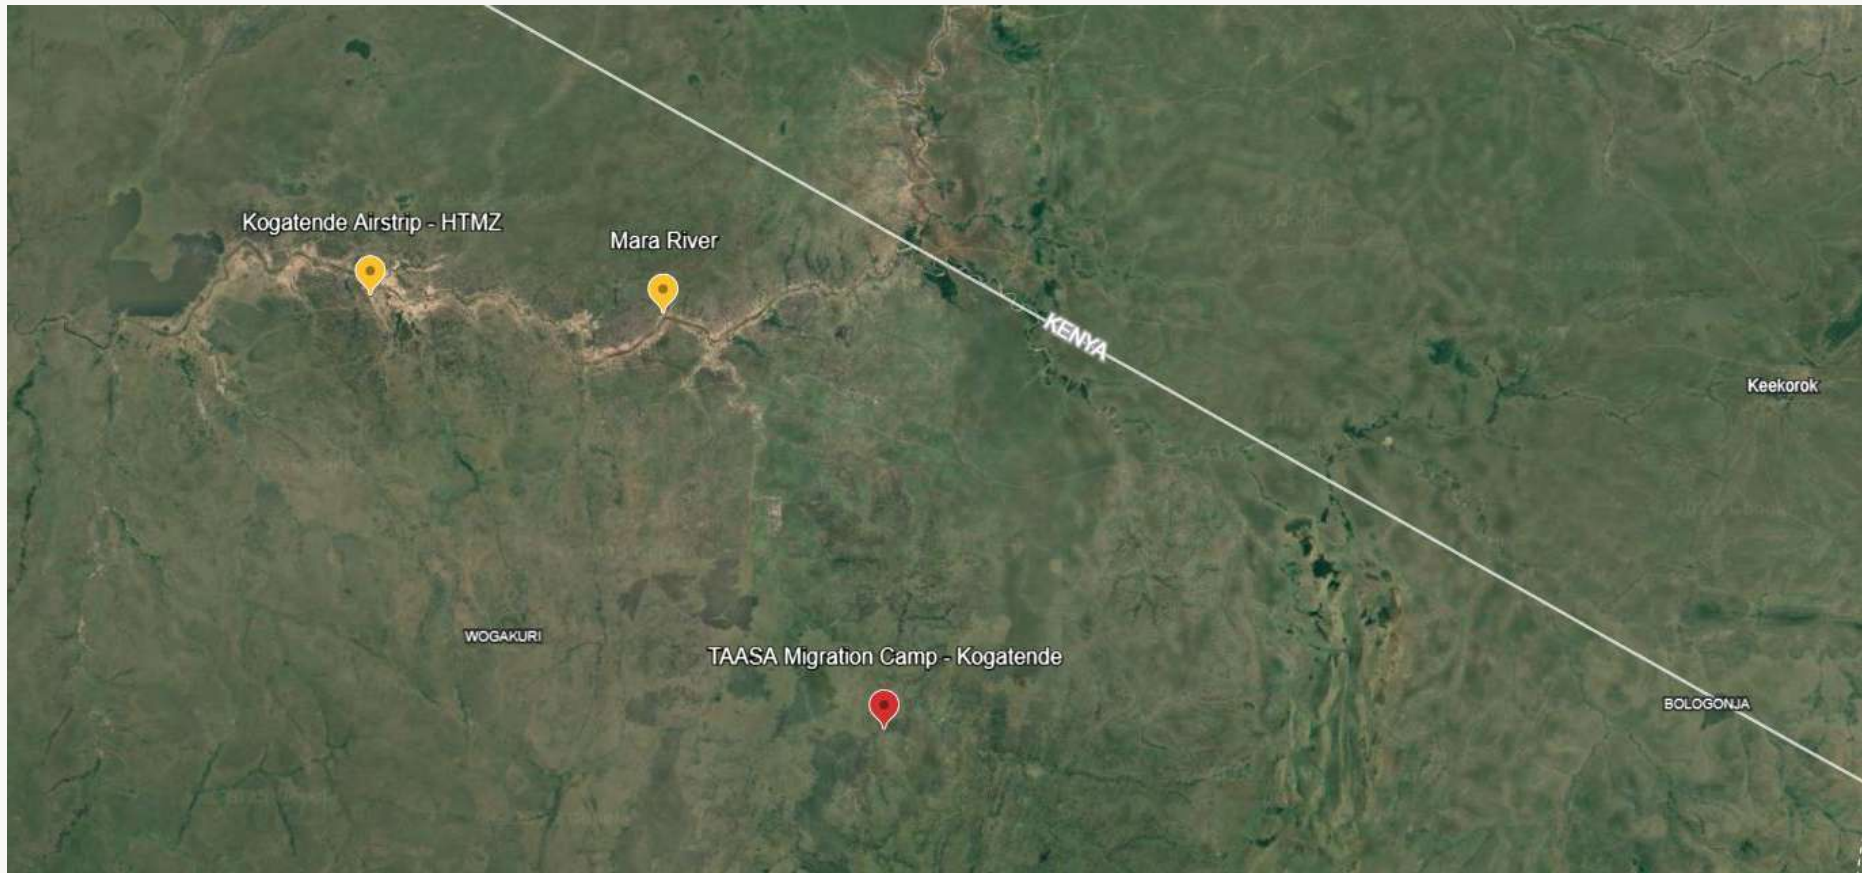 Kogatende Airstrip - HTMZ
Mara River
KENYA
Keekorok
WOGAKURI
TAASA Migration Camp - Kogatende
BOLOGONJA